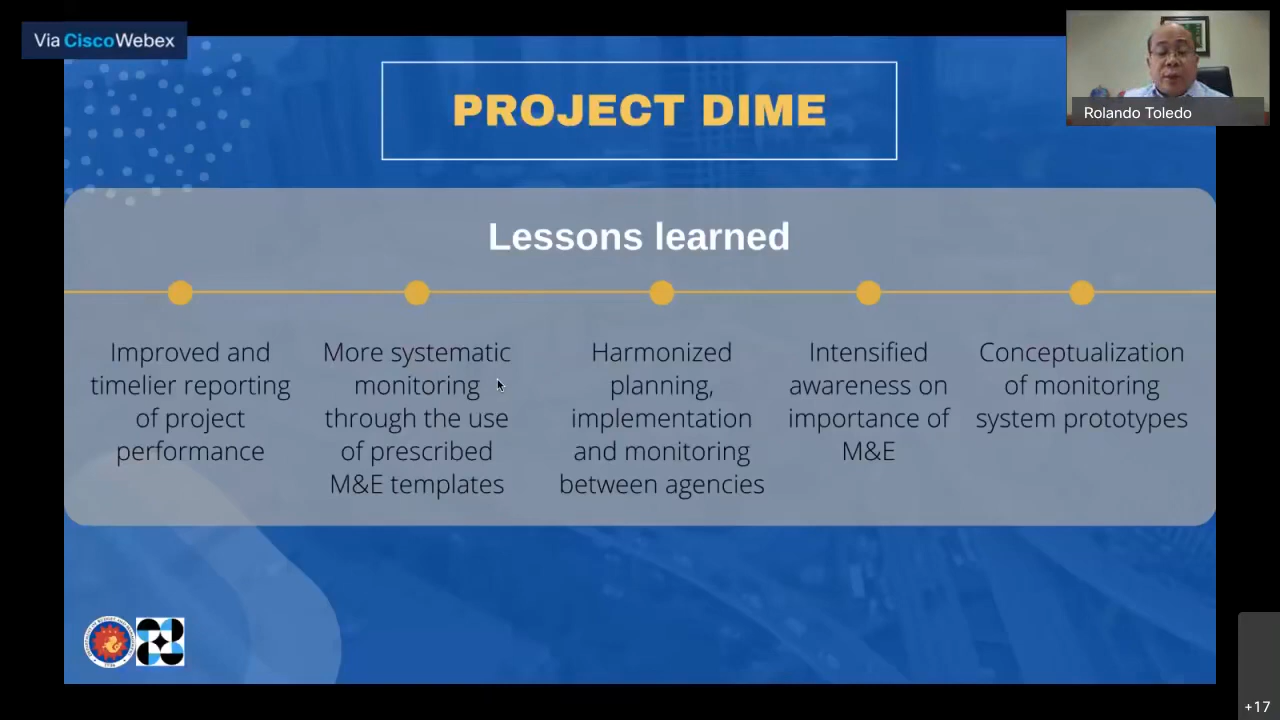 Via Cisco Webex
Rolando Toledo
PROJECT DIME
Lessons learned
Improved and
timelier reporting
of project
performance
More systematic
monitoring
through the use
of prescribed
M&E templates
Harmonized
planning,
implementation
and monitoring
between agencies
Intensified
awareness on
importance of
M&E
Conceptualization
of monitoring
system prototypes
+17